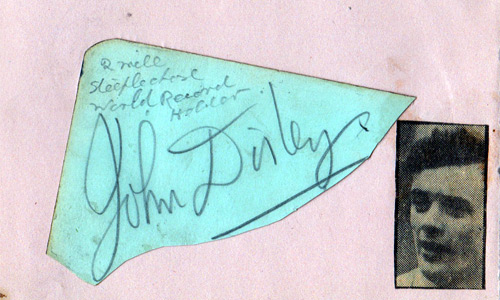 2 mile
Steeplechase
World Record
Holder
John Disley